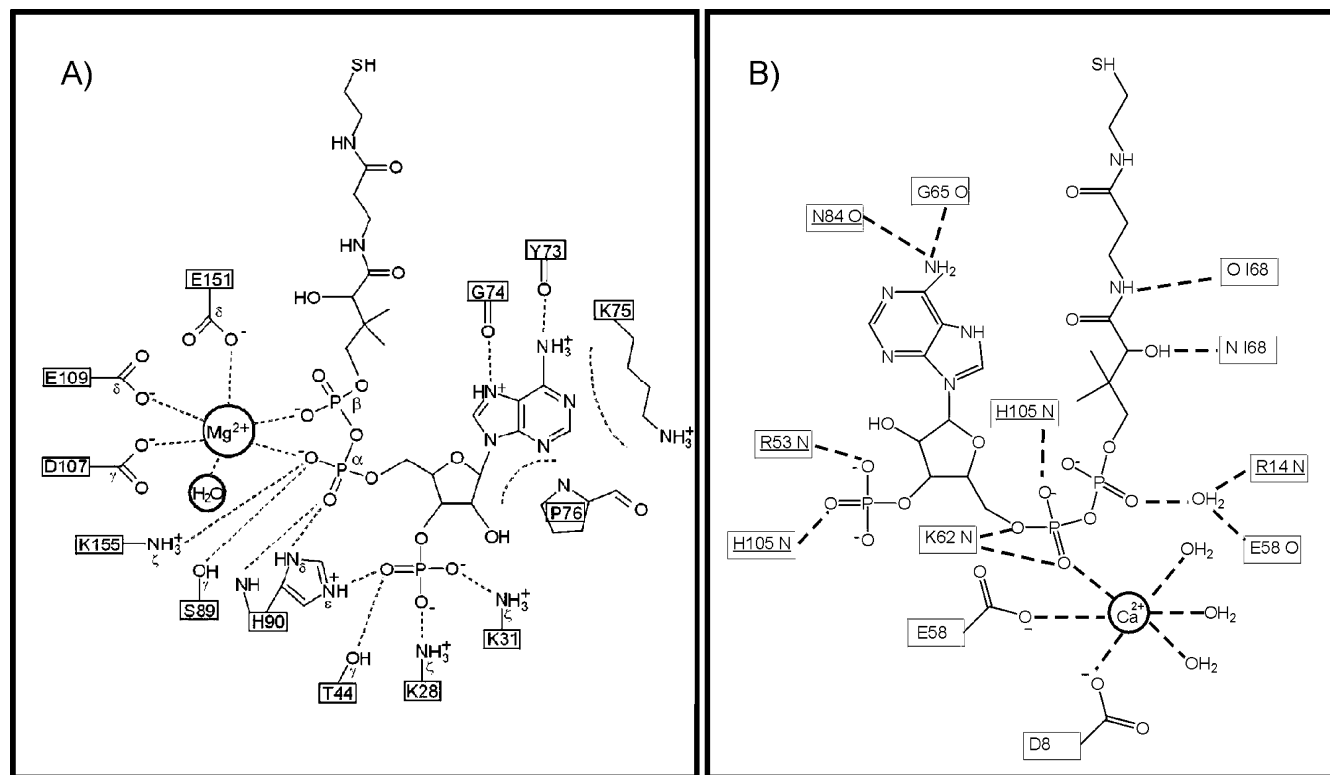 A)
SH
HN
O
HN
O
HO
E151
δ
O
O-
E109
O
δ
O-
Mg2+
O-
γ
O
D107
H2O
K155
NH3+
ζ
OH
γ
S89
NH
H90
HN
δ
+
NH
ε
O
-O
P
β
O
O
O-
P
α
O
O
O
N
N
N
HN+
NH3+
G74
O
Y73
O
K75
NH3+
N
O
P76
OH
O
O
P
O-
O-
NH3+
ζ
K31
NH3+
ζ
K28
OH
γ
T44
B)
SH
NH
O
NH
O
OH
O I68
N I68
G65 O
N84 O
NH2
N
N
N
NH
N
HO
O
R53 N
H105 N
O-
O
P
O-
O
H105 N
O
K62 N
O-
P
O
O
-O
P
O
O
OH2
R14 N
E58 O
OH2
OH2
OH2
Ca2+
E58
O
O-
-O
O
D8